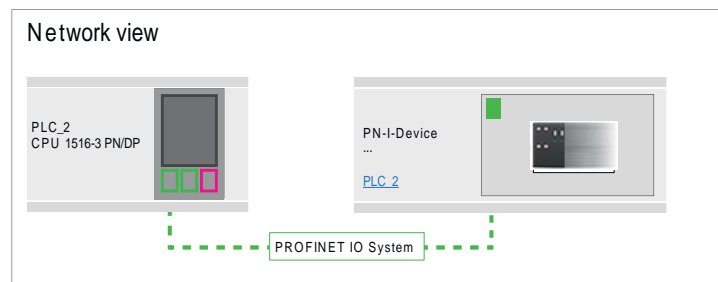 Network view
PLC_2
CPU 1516-3 PN/DP
PN-I-Device
...
PLC_2
PROFINET IO System